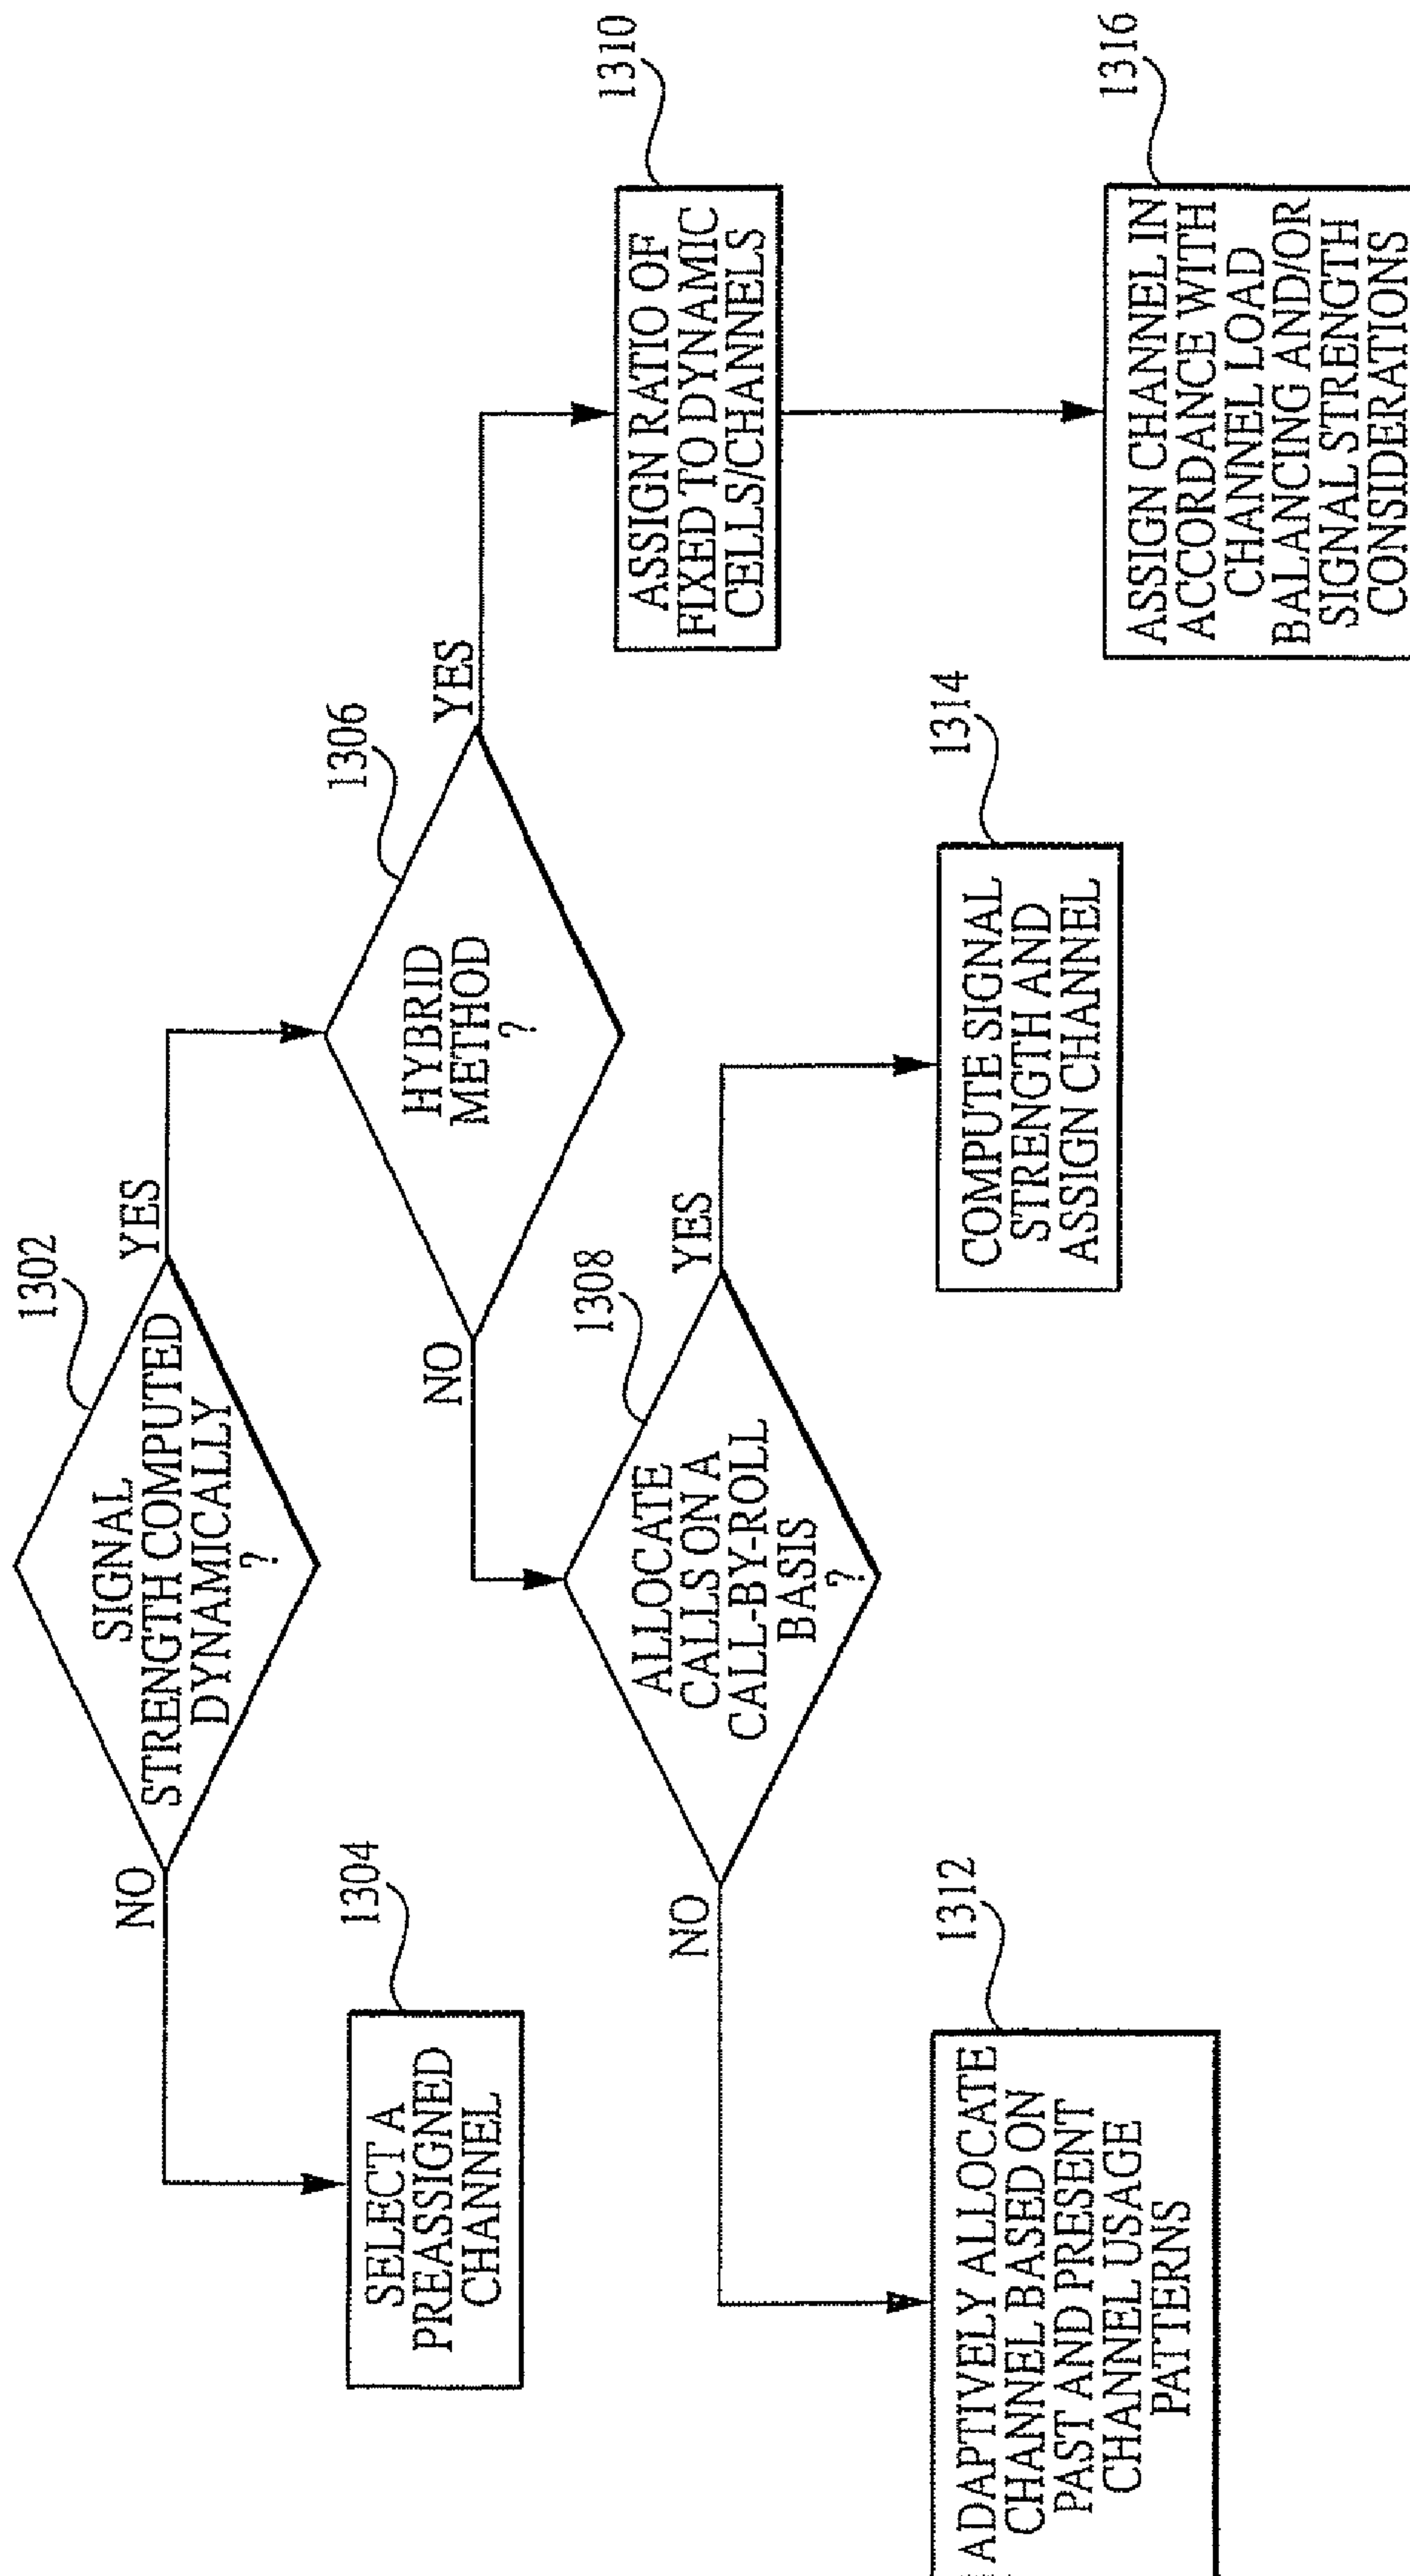 1302
SIGNAL
STRENGTH COMPUTED
DYNAMICALLY
?
NO
YES
1304
SELECT A
PREASSIGNED
CHANNEL
1306
HYBRID
METHOD
?
NO
YES
1308
ALLOCATE
CALLS ON A
CALL-BY-ROLL
BASIS
?
NO
YES
1310
ASSIGN RATIO OF
FIXED TO DYNAMIC
CELLS/CHANNELS
1312
ADAPTIVELY ALLOCATE
CHANNEL BASED ON
PAST AND PRESENT
CHANNEL USAGE
PATTERNS
1314
COMPUTE SIGNAL
STRENGTH AND
ASSIGN CHANNEL
1316
ASSIGN CHANNEL IN
ACCORDANCE WITH
CHANNEL LOAD
BALANCING AND/OR
SIGNAL STRENGTH
CONSIDERATIONS